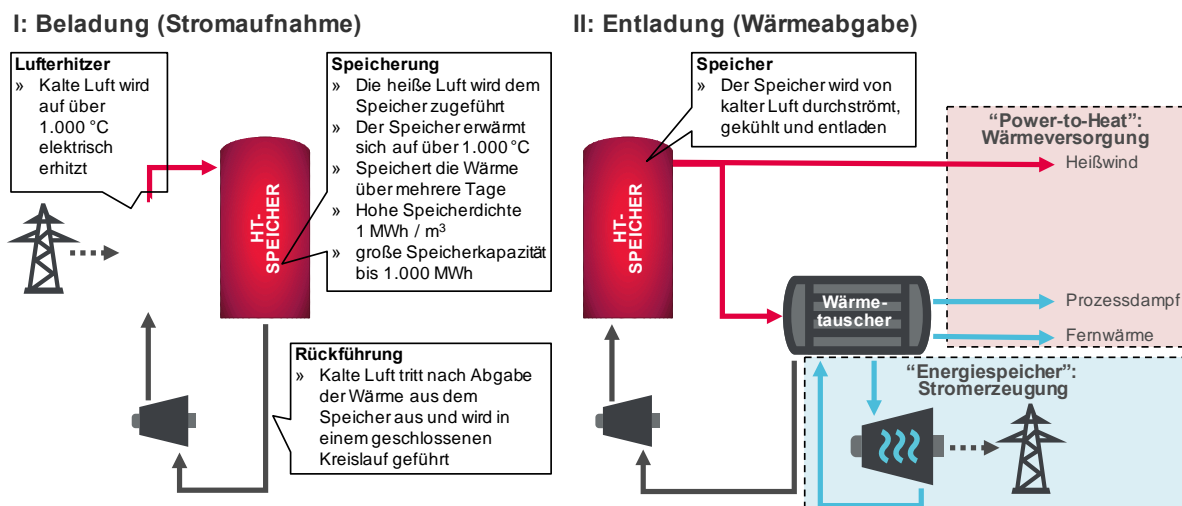 I: Beladung (Stromaufnahme)
Lufterhitzer
» Kalte Luft wird
auf über
1.000 °C
elektrisch
erhitzt
HT-
SPEICHER
Speicherung
» Die heiße Luft wird dem
Speicher zugeführt
» Der Speicher erwärmt
sich auf über 1.000 °C
» Speichert die Wärme
über mehrere Tage
» Hohe Speicherdichte
1 MWh / m³
» große Speicherkapazität
bis 1.000 MWh
Rückführung
» Kalte Luft tritt nach Abgabe
der Wärme aus dem
Speicher aus und wird in
einem geschlossenen
Kreislauf geführt
II: Entladung (Wärmeabgabe)
Speicher
» Der Speicher wird von
kalter Luft durchströmt,
gekühlt und entladen
HT-
SPEICHER
“Power-to-Heat”:
Wärmeversorgung
Heißwind
Wärme-
tauscher
Prozessdampf
Fernwärme
“Energiespeicher”:
Stromerzeugung